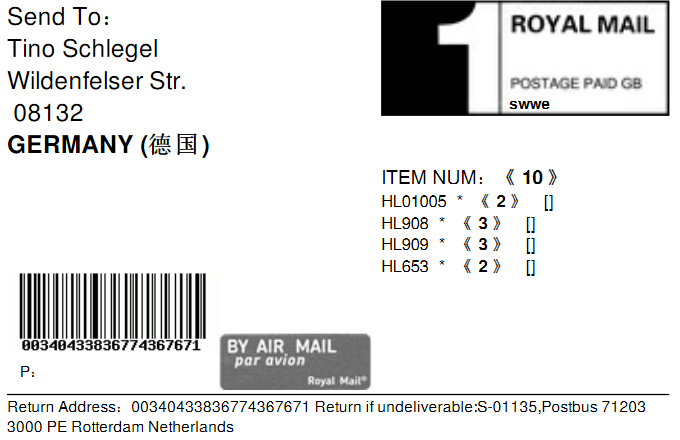 Send To:
Tino Schlegel
Wildenfelser Str.
08132
GERMANY (德国)
1 ROYAL MAIL
POSTAGE PAID GB
swwe
ITEM NUM：《 10 》
HL01005 * 《 2 》 []
HL908 * 《 3 》 []
HL909 * 《 3 》 []
HL653 * 《 2 》 []
00340433836774367671
BY AIR MAIL
par avion
Royal Mail®
P：
Return Address：00340433836774367671 Return if undeliverable:S-01135,Postbus 71203
3000 PE Rotterdam Netherlands